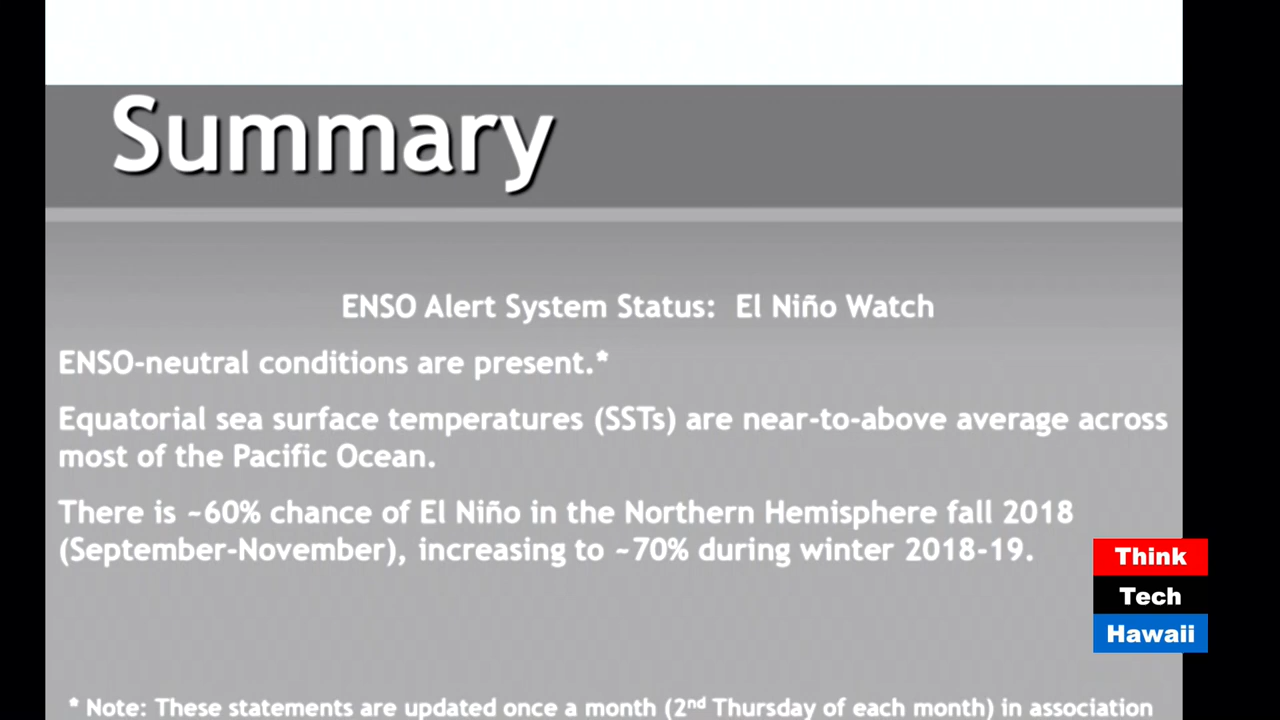 Summary
ENSO Alert System Status: El Niño Watch
ENSO-neutral conditions are present.*
Equatorial sea surface temperatures (SSTs) are near-to-above average across
most of the Pacific Ocean.
There is ~60% chance of El Niño in the Northern Hemisphere fall 2018
(September-November), increasing to ~70% during winter 2018-19.
Think
Tech
Hawaii
* Note: These statements are updated once a month (2nd Thursday of each month) in association